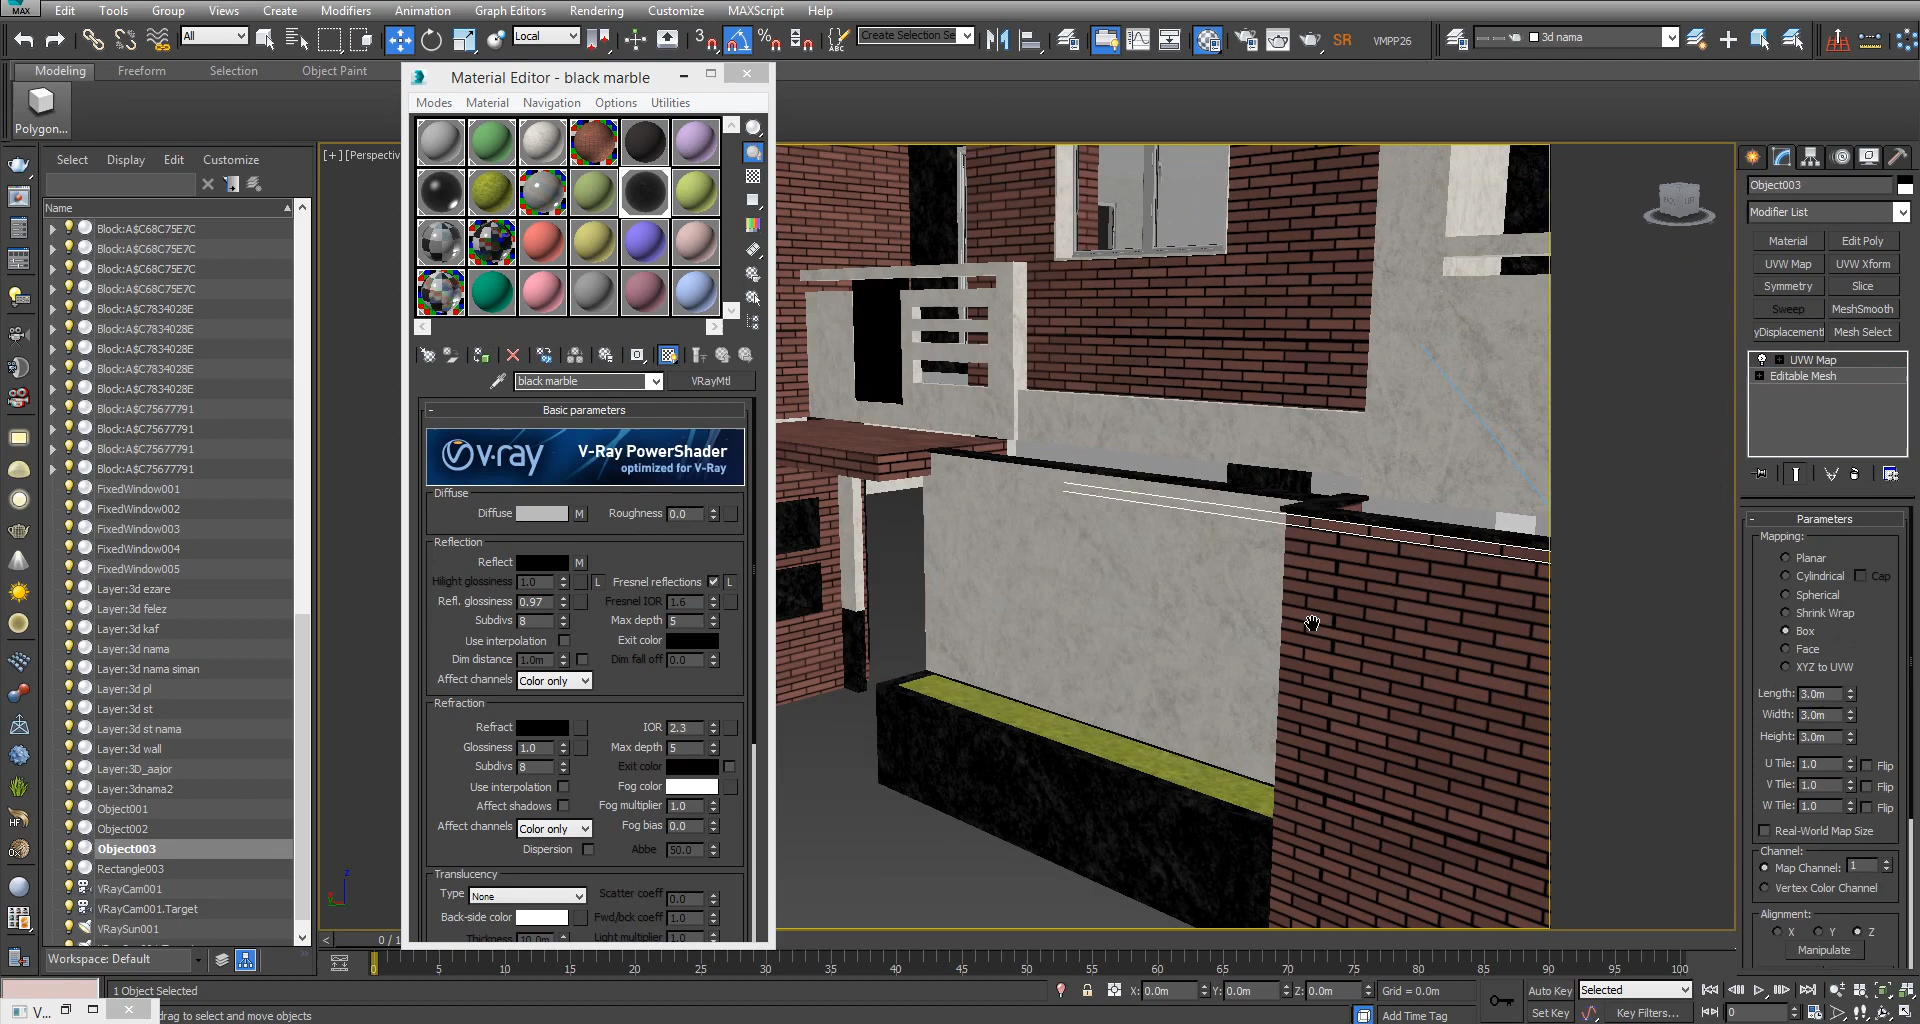 MAX Edit Tools Group Views Create Modifiers Animation Graph Editors Rendering Customize MAXScript Help
All Local Create Selection Se SR VMPP26 3d nama
Modeling Freeform Selection Object Paint
Polygon...
Select Display Edit Customize
Name
Block:A$C68C75E7C
Block:A$C68C75E7C
Block:A$C68C75E7C
Block:A$C68C75E7C
Block:A$C7834028E
Block:A$C7834028E
Block:A$C7834028E
Block:A$C7834028E
Block:A$C7834028E
Block:A$C75677791
Block:A$C75677791
Block:A$C75677791
Block:A$C75677791
FixedWindow001
FixedWindow002
FixedWindow003
FixedWindow004
FixedWindow005
Layer:3d ezare
Layer:3d felez
Layer:3d kaf
Layer:3d nama
Layer:3d nama siman
Layer:3d pl
Layer:3d st
Layer:3d st nama
Layer:3d wall
Layer:3D_aajor
Layer:3dnama2
Object001
Object002
Object003
Rectangle003
VRayCam001
VRayCam001.Target
VRaySun001
Workspace: Default
[+][Perspectiv
Material Editor - black marble
Modes Material Navigation Options Utilities
black marble VRayMtl
Basic parameters
v·ray V-Ray PowerShader
optimized for V-Ray
Diffuse
Diffuse M Roughness 0.0
Reflection
Reflect M
Hilight glossiness 1.0 L Fresnel reflections L
Refl. glossiness 0.97 Fresnel IOR 1.6
Subdivs 8 Max depth 5
Use interpolation Exit color
Dim distance 1.0m Dim fall off 0.0
Affect channels Color only
Refraction
Refract IOR 2.3
Glossiness 1.0 Max depth 5
Subdivs 8 Exit color
Use interpolation Fog color
Affect shadows Fog multiplier 1.0
Affect channels Color only Fog bias 0.0
Dispersion Abbe 50.0
Translucency
Type None Scatter coeff 0.0
Back-side color Fwd/bck coeff 1.0
Thickness 10.0m Light multiplier 1.0
Object003
Modifier List
Material Edit Poly
UVW Map UVW Xform
Symmetry Slice
Sweep MeshSmooth
yDisplacement Mesh Select
UVW Map
Editable Mesh
Parameters
Mapping:
Planar
Cylindrical Cap
Spherical
Shrink Wrap
Box
Face
XYZ to UVW
Length: 3.0m
Width: 3.0m
Height: 3.0m
U Tile: 1.0 Flip
V Tile: 1.0 Flip
W Tile: 1.0 Flip
Real-World Map Size
Channel:
Map Channel: 1
Vertex Color Channel
Alignment:
X Y Z
Manipulate
0 / 1
0 5 10 15 20 25 30 35 40 45 50 55 60 65 70 75 80 85 90 95 100
1 Object Selected X: 0.0m Y: 0.0m Z: 0.0m Grid = 0.0m Auto Key Selected
V... drag to select and move objects Add Time Tag Set Key Key Filters... 0